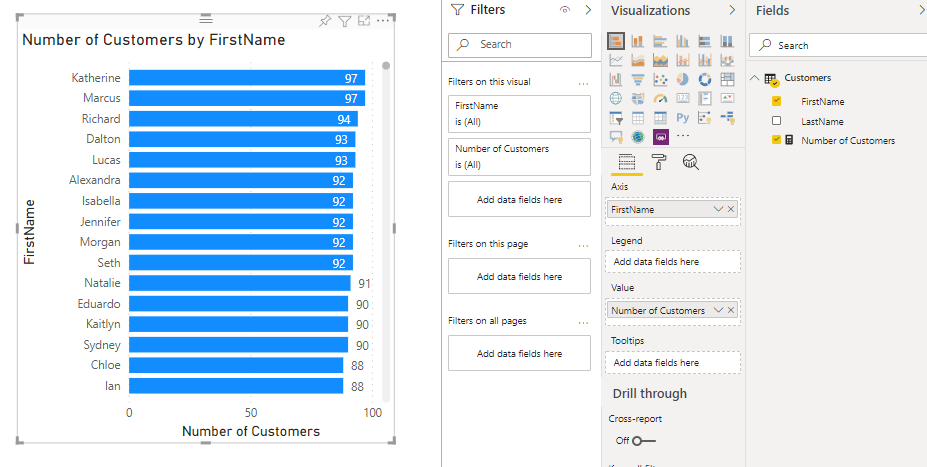 Number of Customers by FirstName
FirstName
Katherine 97
Marcus 97
Richard 94
Dalton 93
Lucas 93
Alexandra 92
Isabella 92
Jennifer 92
Morgan 92
Seth 92
Natalie 91
Eduardo 90
Kaitlyn 90
Sydney 90
Chloe 88
Ian 88
0 50 100
Number of Customers
Filters
Search
Filters on this visual ...
FirstName
is (All)
Number of Customers
is (All)
Add data fields here
Filters on this page ...
Add data fields here
Filters on all pages ...
Add data fields here
Visualizations
123
R
Py
...
Axis
FirstName
Legend
Add data fields here
Value
Number of Customers
Tooltips
Add data fields here
Drill through
Cross-report
Off
Fields
Search
Customers
FirstName
LastName
Number of Customers